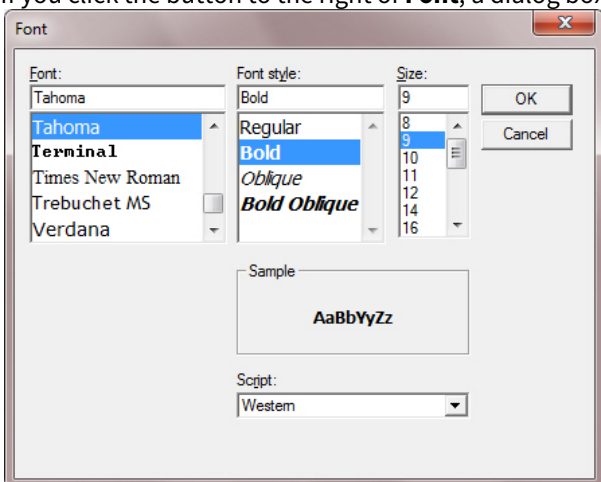 If you click the button to the right of Font, a dialog box
Font
Font: Font style: Size:
Tahoma Bold 9 OK
Tahoma Regular 8 Cancel
Terminal Bold 9
Times New Roman Oblique 10
Trebuchet MS Bold Oblique 11
Verdana 12
14
16
Sample
AaBbYyZz
Script:
Western